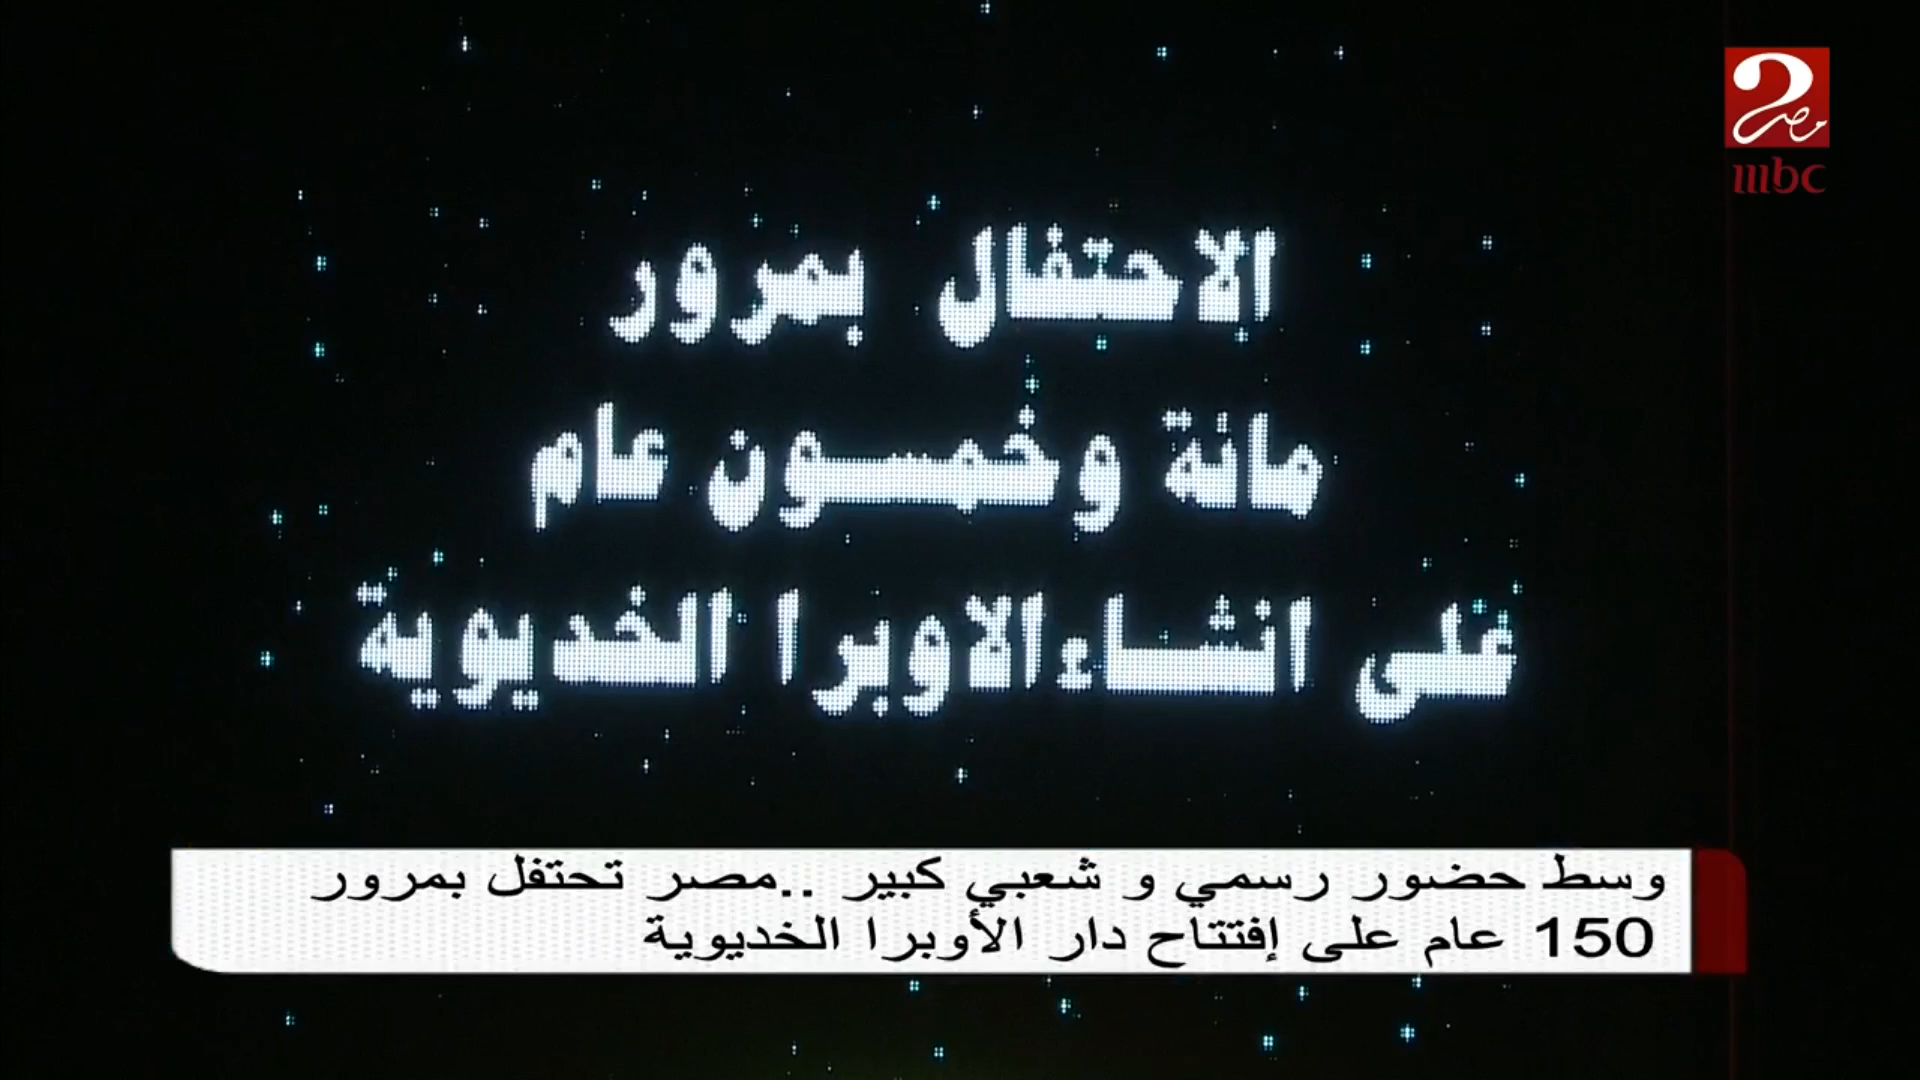 مصر
mbc
الاحتفال بمرور
مائة وخمسون عام
على انشاء الاوبرا الخديوية
وسط حضور رسمي و شعبي كبير ..مصر تحتفل بمرور
150 عام على إفتتاح دار الأوبرا الخديوية